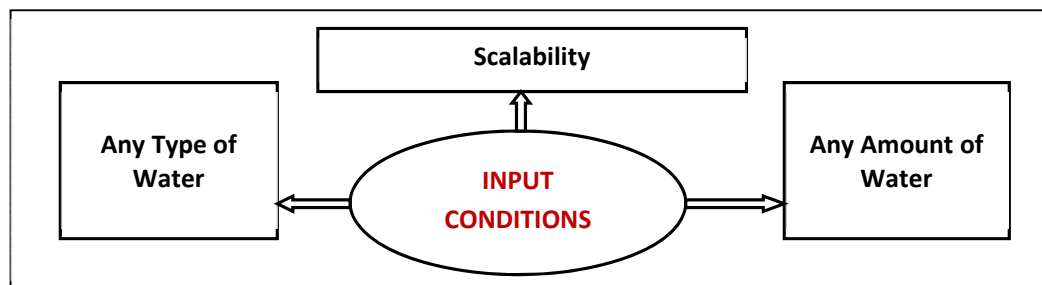 Scalability
Any Type of
Water
INPUT
CONDITIONS
Any Amount of
Water